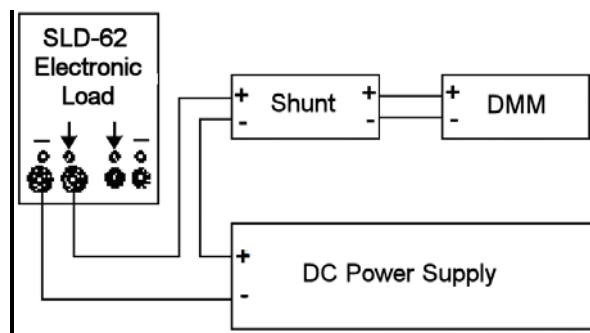 SLD-62
Electronic
Load
+ Shunt + + DMM
- - -
+
DC Power Supply
-